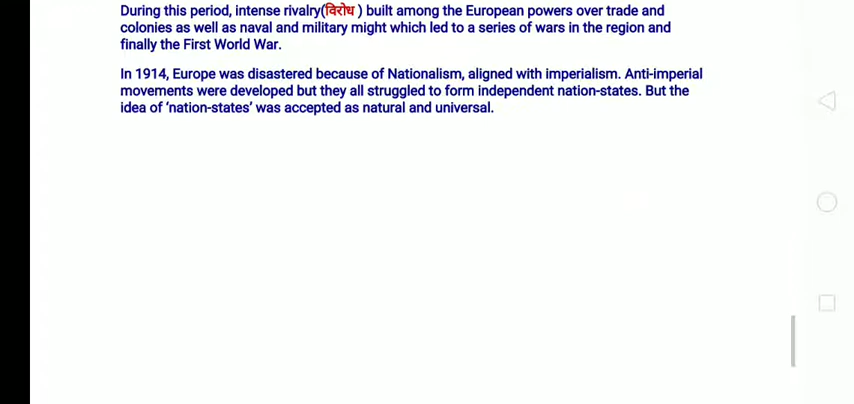 During this period, intense rivalry(विरोध ) built among the European powers over trade and
colonies as well as naval and military might which led to a series of wars in the region and
finally the First World War.
In 1914, Europe was disastered because of Nationalism, aligned with imperialism. Anti-imperial
movements were developed but they all struggled to form independent nation-states. But the
idea of ‘nation-states’ was accepted as natural and universal.